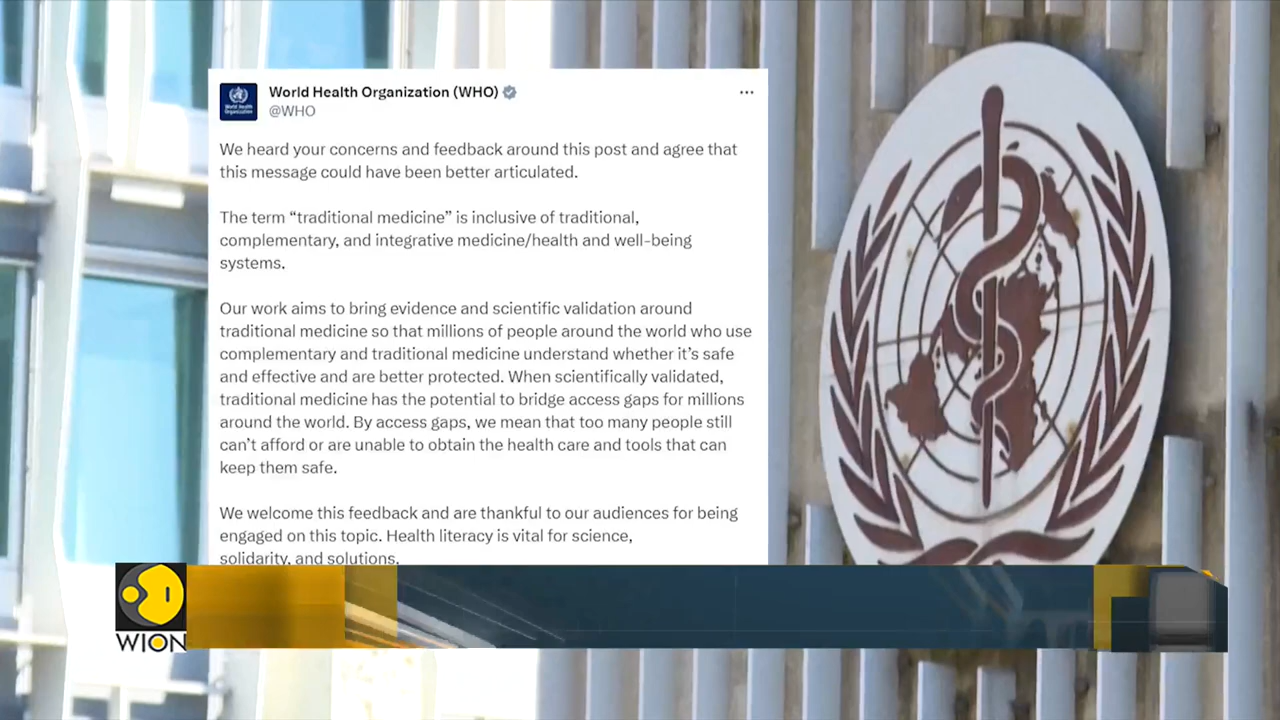 World Health Organization (WHO)
@WHO
We heard your concerns and feedback around this post and agree that
this message could have been better articulated.
The term “traditional medicine” is inclusive of traditional,
complementary, and integrative medicine/health and well-being
systems.
Our work aims to bring evidence and scientific validation around
traditional medicine so that millions of people around the world who use
complementary and traditional medicine understand whether it’s safe
and effective and are better protected. When scientifically validated,
traditional medicine has the potential to bridge access gaps for millions
around the world. By access gaps, we mean that too many people still
can’t afford or are unable to obtain the health care and tools that can
keep them safe.
We welcome this feedback and are thankful to our audiences for being
engaged on this topic. Health literacy is vital for science,
solidarity, and solutions.
WION